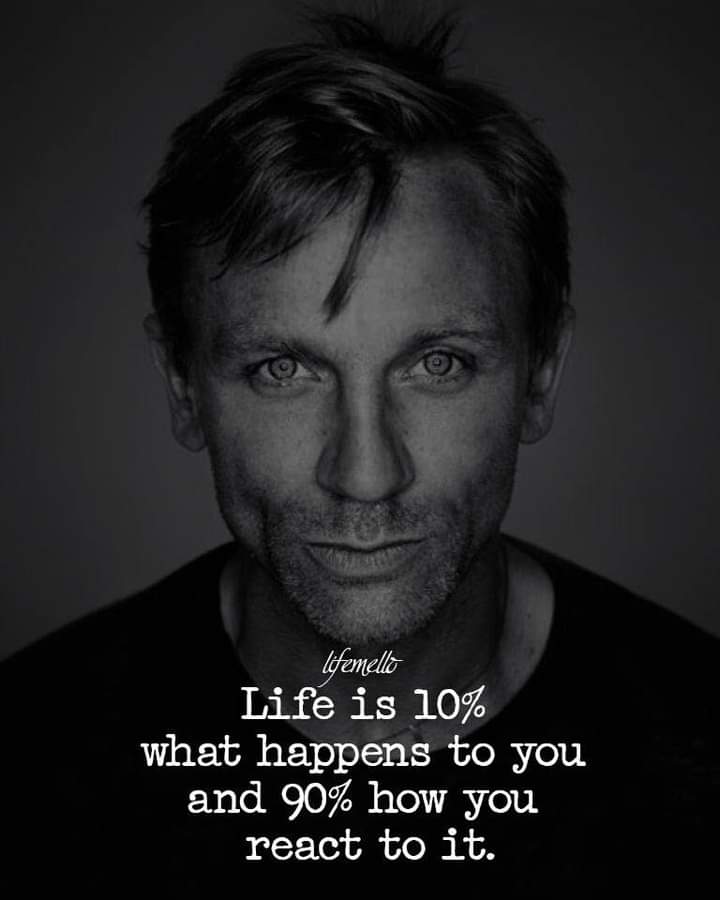 lifemello
Life is 10%
what happens to you
and 90% how you
react to it.